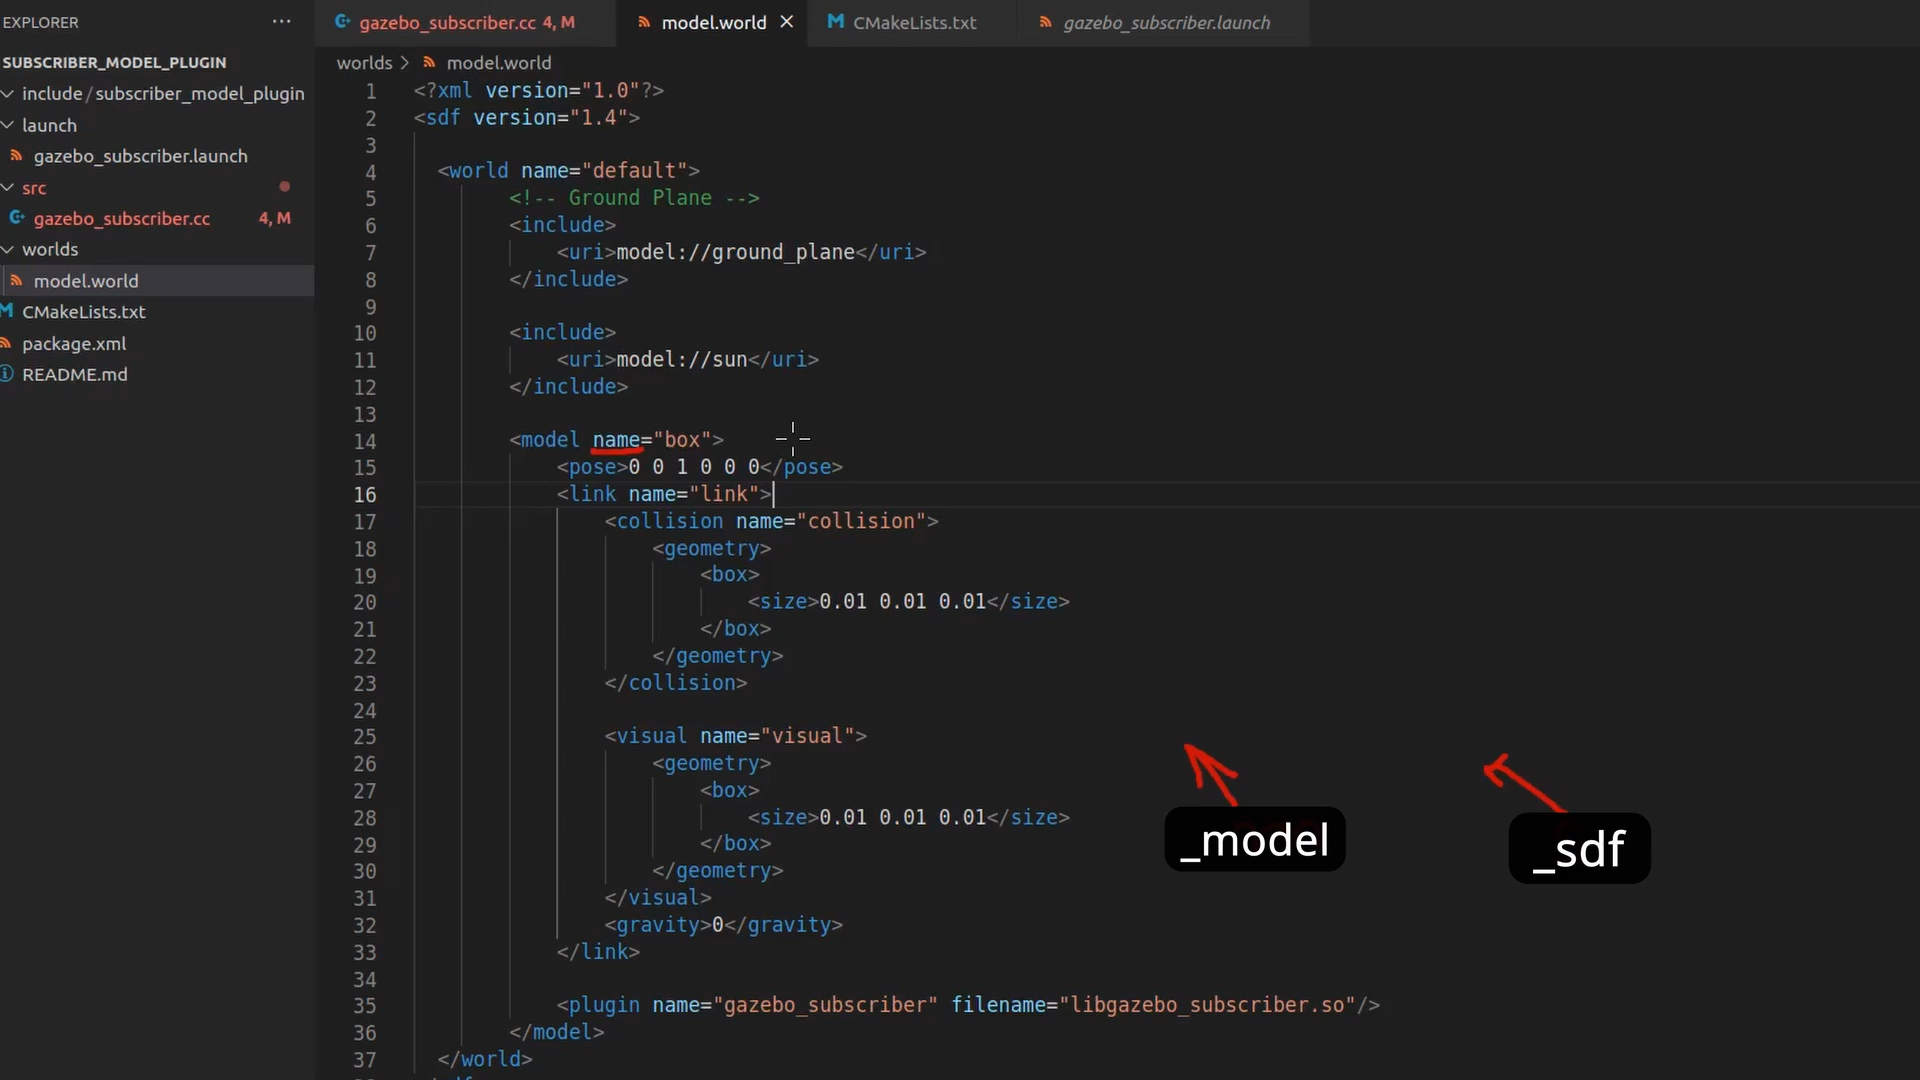 EXPLORER ···
SUBSCRIBER_MODEL_PLUGIN
include/subscriber_model_plugin
launch
gazebo_subscriber.launch
src
gazebo_subscriber.cc 4, M
worlds
model.world
CMakeLists.txt
package.xml
README.md
gazebo_subscriber.cc 4, M
model.world
CMakeLists.txt
gazebo_subscriber.launch
worlds > model.world
1 <?xml version="1.0"?>
2 <sdf version="1.4">
3
4 <world name="default">
5 <!-- Ground Plane -->
6 <include>
7 <uri>model://ground_plane</uri>
8 </include>
9
10 <include>
11 <uri>model://sun</uri>
12 </include>
13
14 <model name="box">
15 <pose>0 0 1 0 0 0</pose>
16 <link name="link">
17 <collision name="collision">
18 <geometry>
19 <box>
20 <size>0.01 0.01 0.01</size>
21 </box>
22 </geometry>
23 </collision>
24
25 <visual name="visual">
26 <geometry>
27 <box>
28 <size>0.01 0.01 0.01</size>
29 </box>
30 </geometry>
31 </visual>
32 <gravity>0</gravity>
33 </link>
34
35 <plugin name="gazebo_subscriber" filename="libgazebo_subscriber.so"/>
36 </model>
37 </world>
_model
_sdf